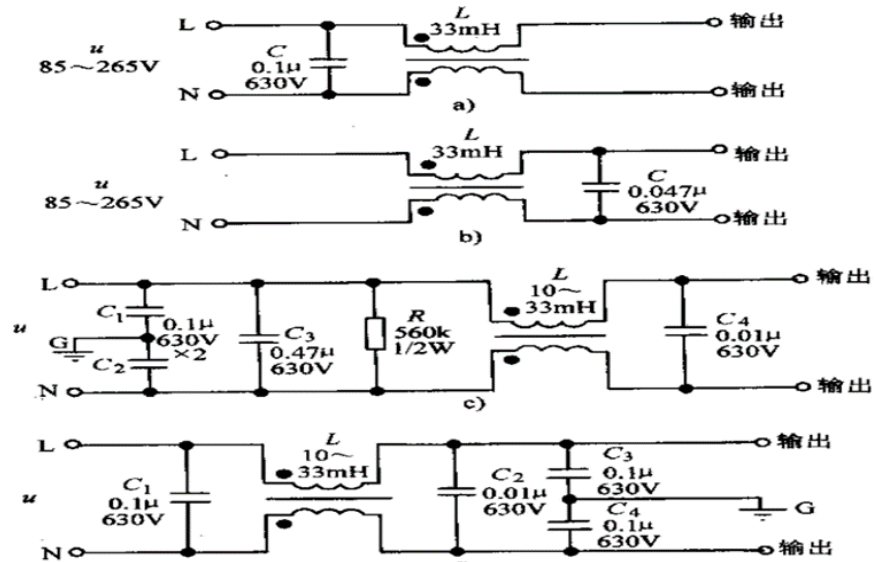 L
L
33mH
输出
u
85～265V
C
0.1μ
630V
N
输出
a)
L
L
33mH
输出
u
85～265V
C
0.047μ
630V
N
输出
b)
L
L
10～
33mH
输出
u
C₁
0.1μ
630V
×2
G
C₂
C₃
0.47μ
630V
R
560k
1/2W
C₄
0.01μ
630V
N
输出
c)
L
L
10～
33mH
输出
u
C₁
0.1μ
630V
C₂
0.01μ
630V
C₃
0.1μ
630V
G
C₄
0.1μ
630V
N
输出